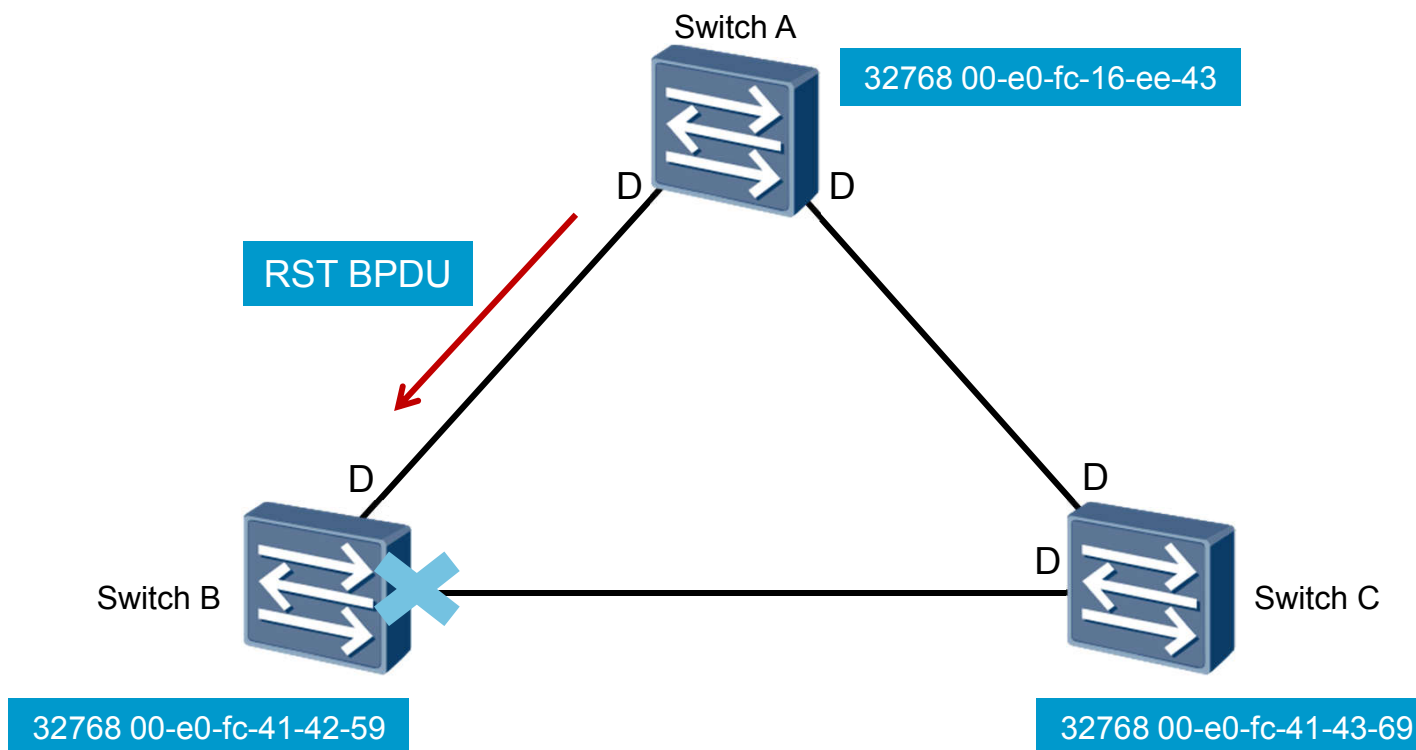 Switch A
32768 00-e0-fc-16-ee-43
D
D
RST BPDU
D
D
D
Switch B
Switch C
32768 00-e0-fc-41-42-59
32768 00-e0-fc-41-43-69